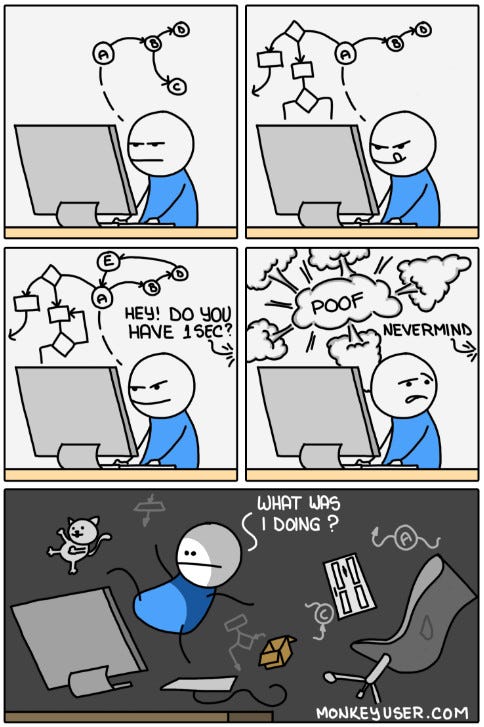 A
B
D
C
A
B
D
E
A
B
D
HEY! DO YOU
HAVE 1SEC?
POOF
NEVERMIND
WHAT WAS
I DOING ?
A
C
MONKEYUSER.COM